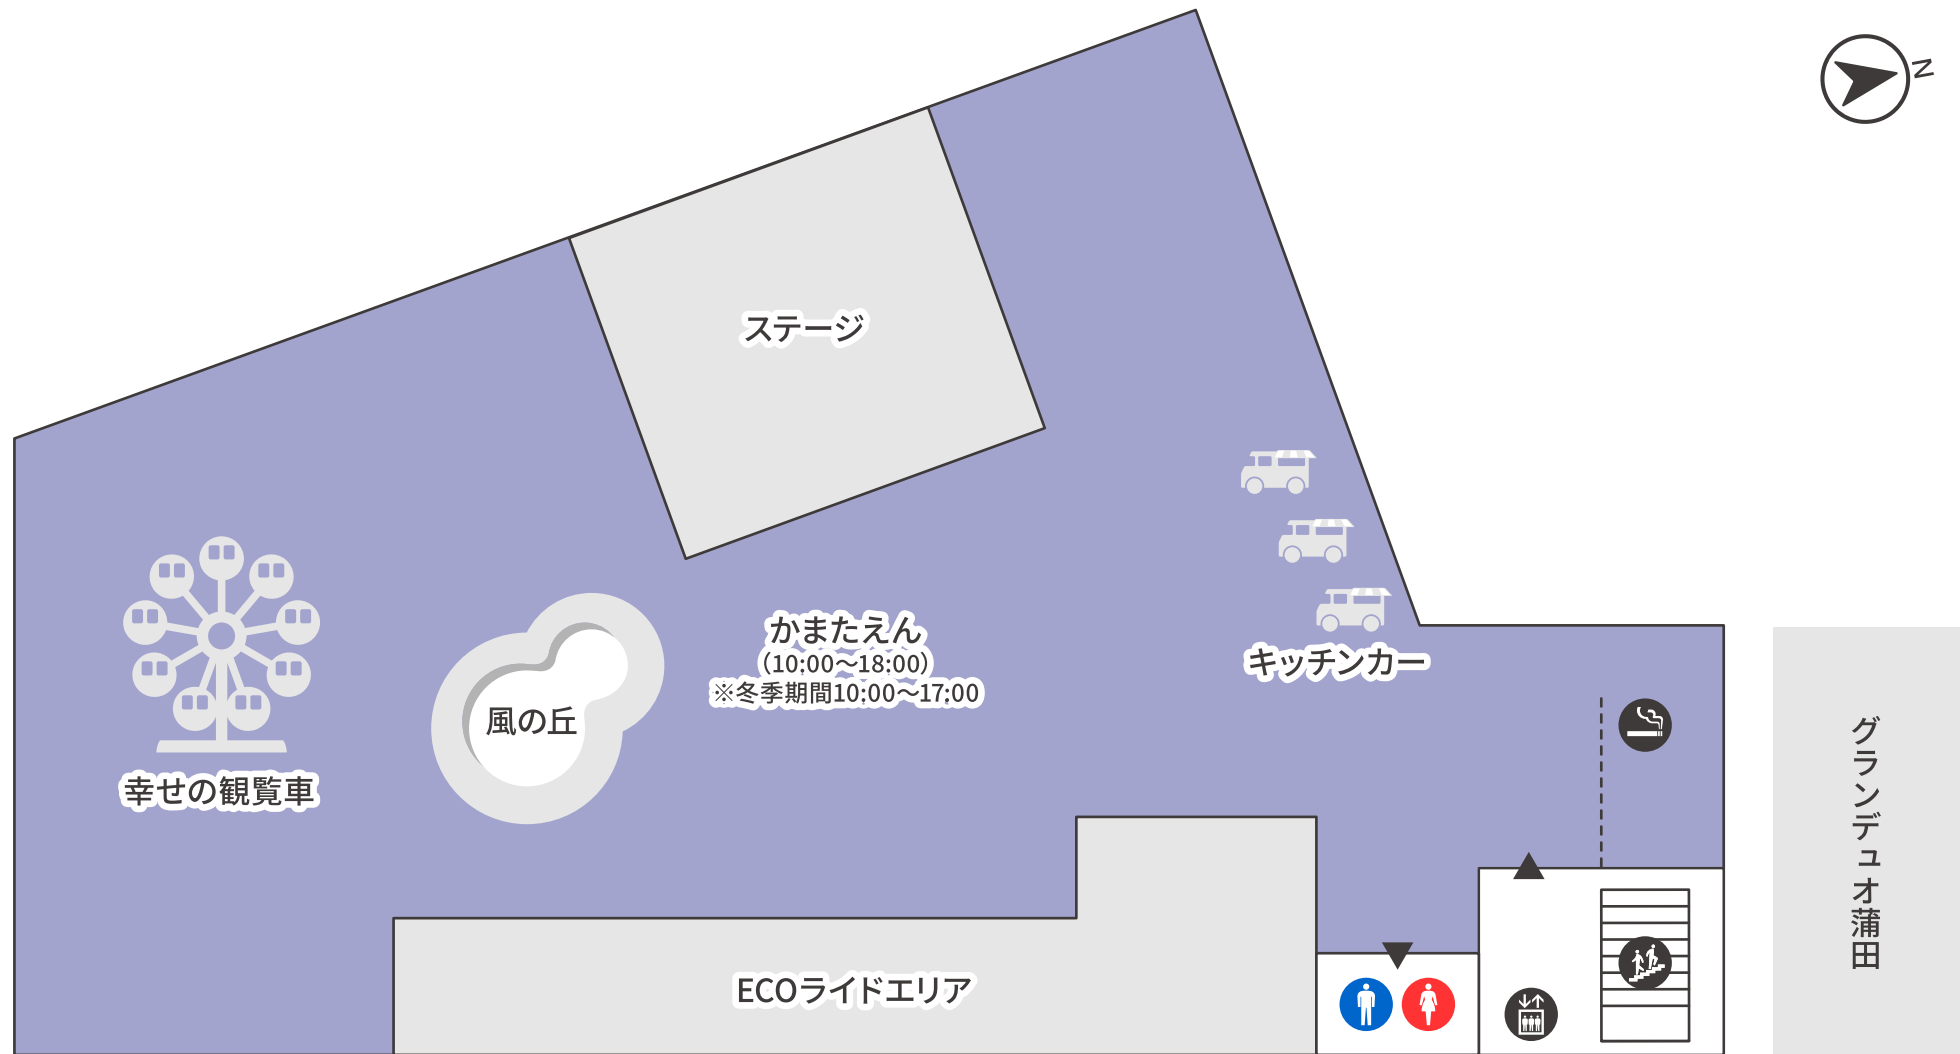 N
ステージ
かまたえん
（10:00～18:00）
※冬季期間10:00～17:00
キッチンカー
風の丘
幸せの観覧車
グランデュオ蒲田
ECOライドエリア